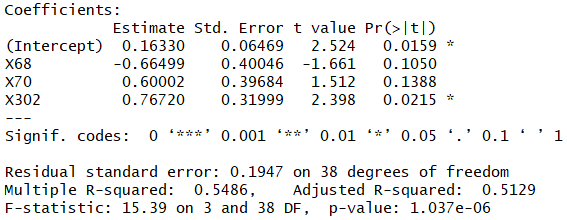 Coefficients:
Estimate Std. Error t value Pr(>|t|)
(Intercept) 0.16330 0.06469 2.524 0.0159 *
X68 -0.66499 0.40046 -1.661 0.1050
X70 0.60002 0.39684 1.512 0.1388
X302 0.76720 0.31999 2.398 0.0215 *
---
Signif. codes: 0 ‘***’ 0.001 ‘**’ 0.01 ‘*’ 0.05 ‘.’ 0.1 ‘ ’ 1
Residual standard error: 0.1947 on 38 degrees of freedom
Multiple R-squared: 0.5486, Adjusted R-squared: 0.5129
F-statistic: 15.39 on 3 and 38 DF, p-value: 1.037e-06